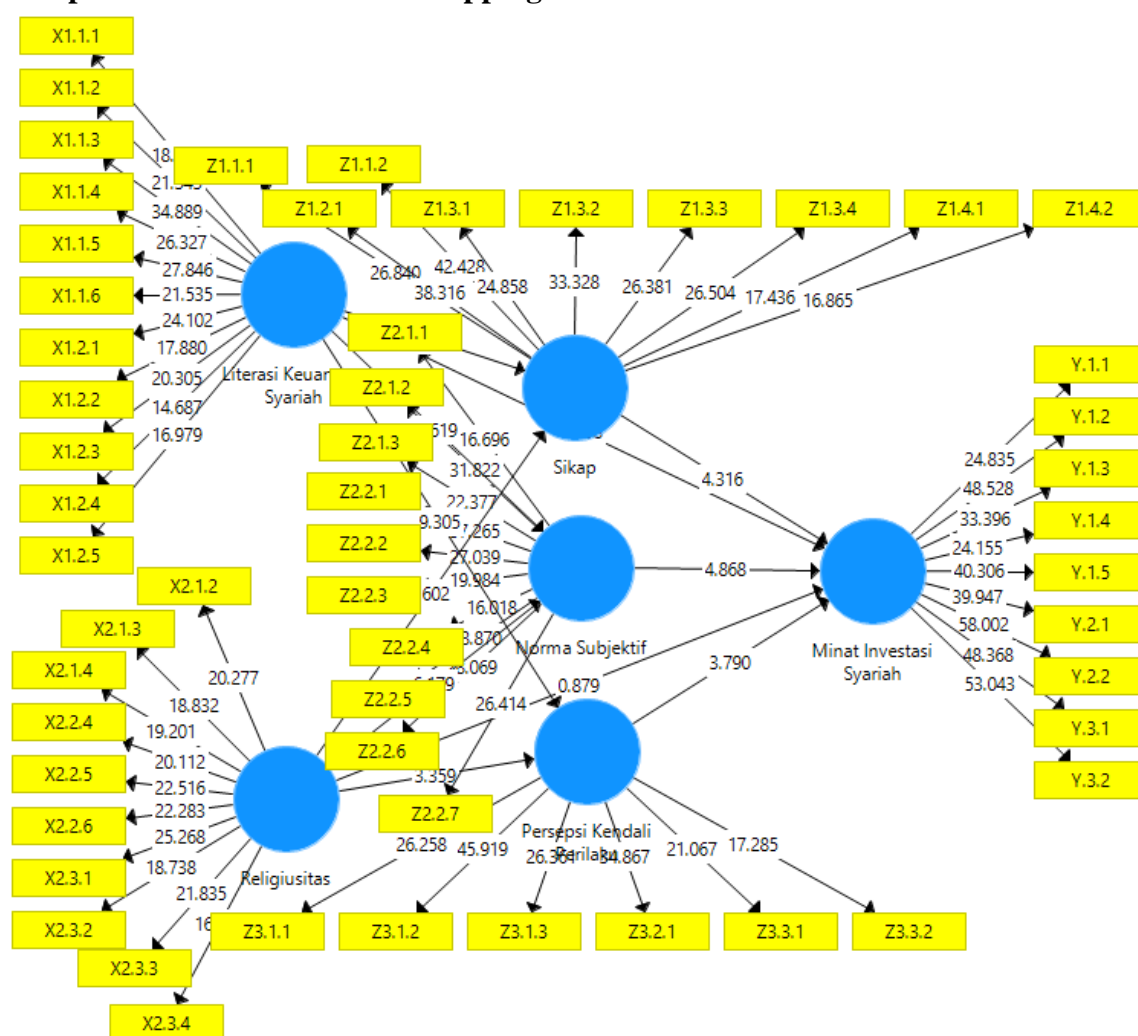 X1.1.1
X1.1.2
X1.1.3
X1.1.4
X1.1.5
X1.1.6
X1.2.1
X1.2.2
X1.2.3
X1.2.4
X1.2.5
34.889
26.327
27.846
21.535
24.102
17.880
20.305
14.687
16.979
Syariah
Z1.1.1
Z1.1.2
Z1.2.1
Z1.3.1
Z1.3.2
Z1.3.3
Z1.3.4
Z1.4.1
Z1.4.2
26.840
42.428
38.316
24.858
33.328
26.381
26.504
17.436
16.865
Sikap
Z2.1.1
Z2.1.2
Z2.1.3
Z2.2.1
Z2.2.2
Z2.2.3
Z2.2.4
Z2.2.5
Z2.2.6
Z2.2.7
16.696
31.822
22.377
27.039
19.984
16.018
26.414
Norma Subjektif
4.316
4.868
0.879
3.790
3.359
Minat Investasi
Syariah
Y.1.1
Y.1.2
Y.1.3
Y.1.4
Y.1.5
Y.2.1
Y.2.2
Y.3.1
Y.3.2
24.835
48.528
33.396
24.155
40.306
39.947
58.002
48.368
53.043
X2.1.2
X2.1.3
X2.1.4
X2.2.4
X2.2.5
X2.2.6
X2.3.1
X2.3.2
X2.3.3
X2.3.4
20.277
18.832
19.201
20.112
22.516
22.283
25.268
18.738
21.835
Religiusitas
Persepsi Kendali
Perilaku
26.258
45.919
34.867
21.067
17.285
Z3.1.1
Z3.1.2
Z3.1.3
Z3.2.1
Z3.3.1
Z3.3.2